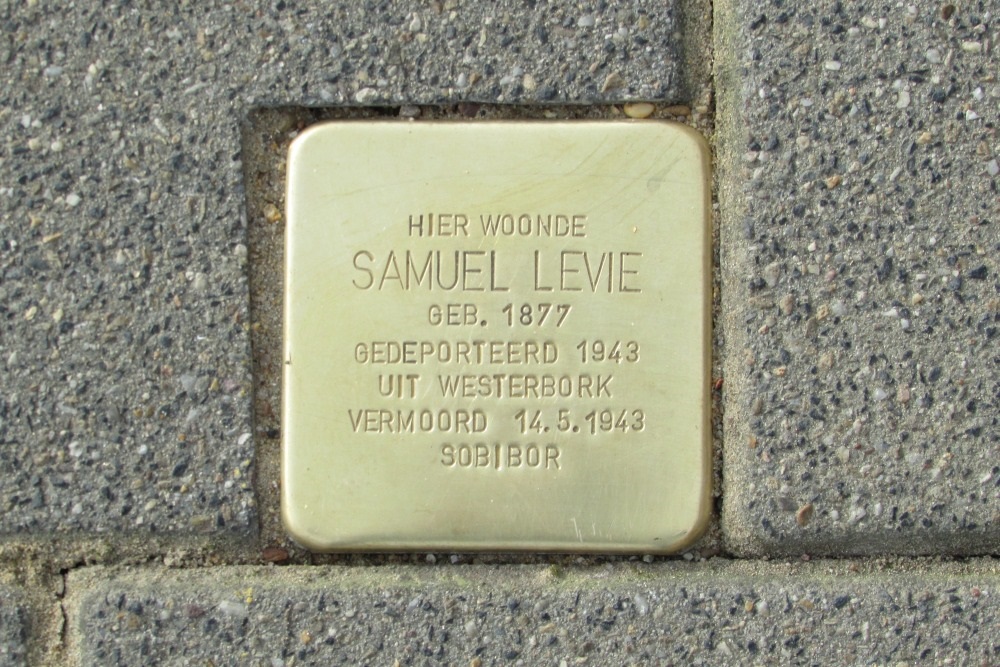 HIER WOONDE
SAMUEL LEVIE
GEB. 1877
GEDEPORTEERD 1943
UIT WESTERBORK
VERMOORD 14.5.1943
SOBIBOR